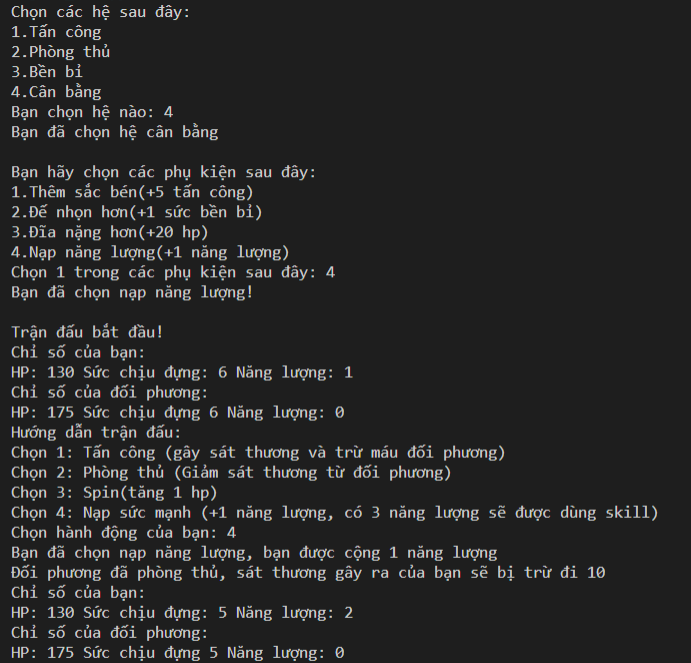 Chọn các hệ sau đây:
1.Tấn công
2.Phòng thủ
3.Bền bỉ
4.Cân bằng
Bạn chọn hệ nào: 4
Bạn đã chọn hệ cân bằng

Bạn hãy chọn các phụ kiện sau đây:
1.Thêm sắc bén(+5 tấn công)
2.Đế nhọn hơn(+1 sức bền bỉ)
3.Đĩa nặng hơn(+20 hp)
4.Nạp năng lượng(+1 năng lượng)
Chọn 1 trong các phụ kiện sau đây: 4
Bạn đã chọn nạp năng lượng!

Trận đấu bắt đầu!
Chỉ số của bạn:
HP: 130 Sức chịu đựng: 6 Năng lượng: 1
Chỉ số của đối phương:
HP: 175 Sức chịu đựng 6 Năng lượng: 0
Hướng dẫn trận đấu:
Chọn 1: Tấn công (gây sát thương và trừ máu đối phương)
Chọn 2: Phòng thủ (Giảm sát thương từ đối phương)
Chọn 3: Spin(tăng 1 hp)
Chọn 4: Nạp sức mạnh (+1 năng lượng, có 3 năng lượng sẽ được dùng skill)
Chọn hành động của bạn: 4
Bạn đã chọn nạp năng lượng, bạn được cộng 1 năng lượng
Đối phương đã phòng thủ, sát thương gây ra của bạn sẽ bị trừ đi 10
Chỉ số của bạn:
HP: 130 Sức chịu đựng: 5 Năng lượng: 2
Chỉ số của đối phương:
HP: 175 Sức chịu đựng 5 Năng lượng: 0